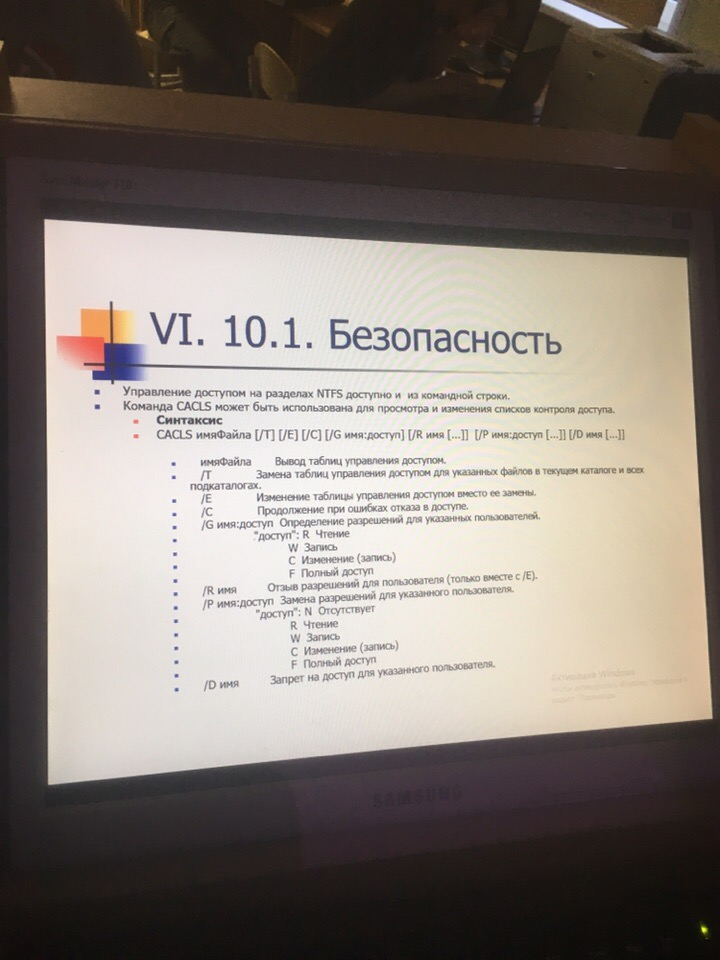 VI. 10.1. Безопасность
Управление доступом на разделах NTFS доступно и из командной строки.
Команда CACLS может быть использована для просмотра и изменения списков контроля доступа.
Синтаксис
CACLS имяФайла [/T] [/E] [/C] [/G имя:доступ] [/R имя [...]] [/P имя:доступ [...]] [/D имя [...]]
имяФайла Вывод таблиц управления доступом.
/T Замена таблиц управления доступом для указанных файлов в текущем каталоге и всех
подкаталогах.
/E Изменение таблицы управления доступом вместо ее замены.
/C Продолжение при ошибках отказа в доступе.
/G имя:доступ Определение разрешений для указанных пользователей.
"доступ": R Чтение
W Запись
C Изменение (запись)
F Полный доступ
/R имя Отзыв разрешений для пользователя (только вместе с /E).
/P имя:доступ Замена разрешений для указанного пользователя.
"доступ": N Отсутствует
R Чтение
W Запись
C Изменение (запись)
F Полный доступ
/D имя Запрет на доступ для указанного пользователя.
Активация Windows
SAMSUNG